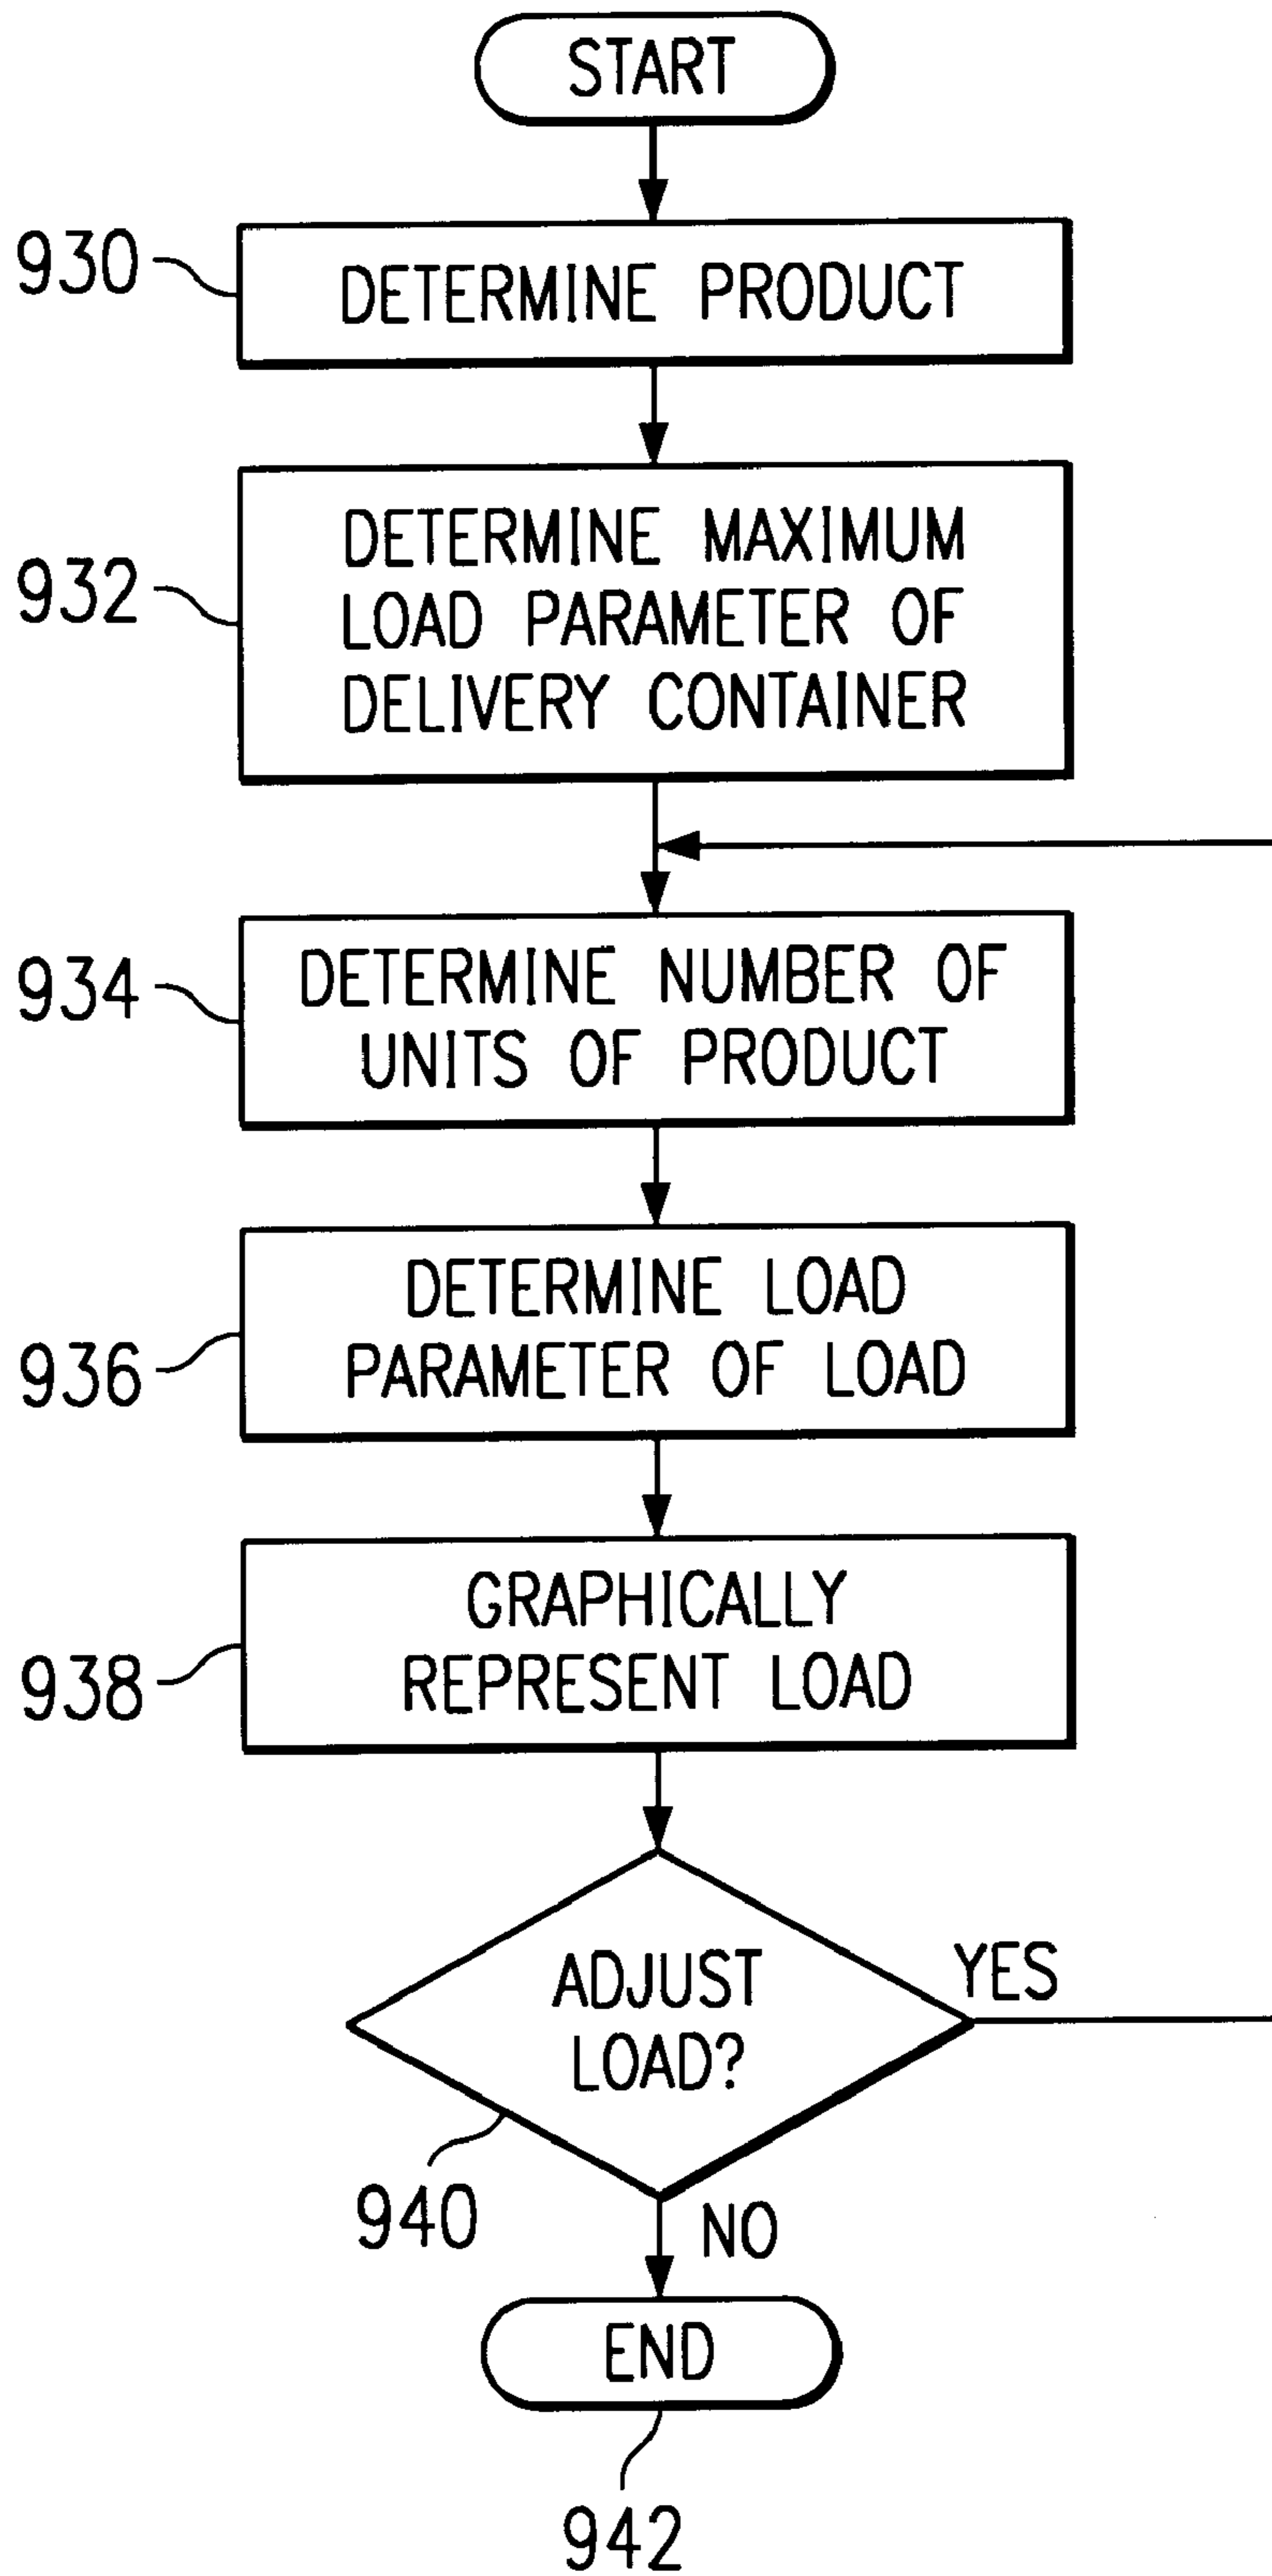 START
930
DETERMINE PRODUCT
932
DETERMINE MAXIMUM
LOAD PARAMETER OF
DELIVERY CONTAINER
934
DETERMINE NUMBER OF
UNITS OF PRODUCT
936
DETERMINE LOAD
PARAMETER OF LOAD
938
GRAPHICALLY
REPRESENT LOAD
ADJUST
LOAD?
YES
940
NO
END
942